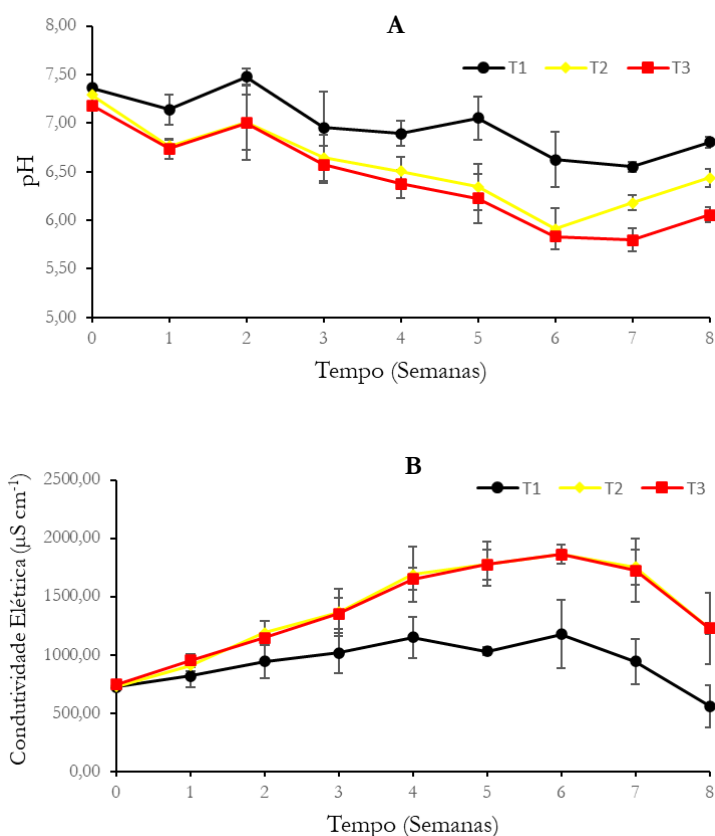 A
8,00
T1 T2 T3
7,50
7,00
6,50
6,00
5,50
5,00
pH
0 1 2 3 4 5 6 7 8
Tempo (Semanas)
B
2500,00
T1 T2 T3
2000,00
1500,00
1000,00
500,00
0,00
Condutividade Elétrica (µS cm⁻¹)
0 1 2 3 4 5 6 7 8
Tempo (Semanas)